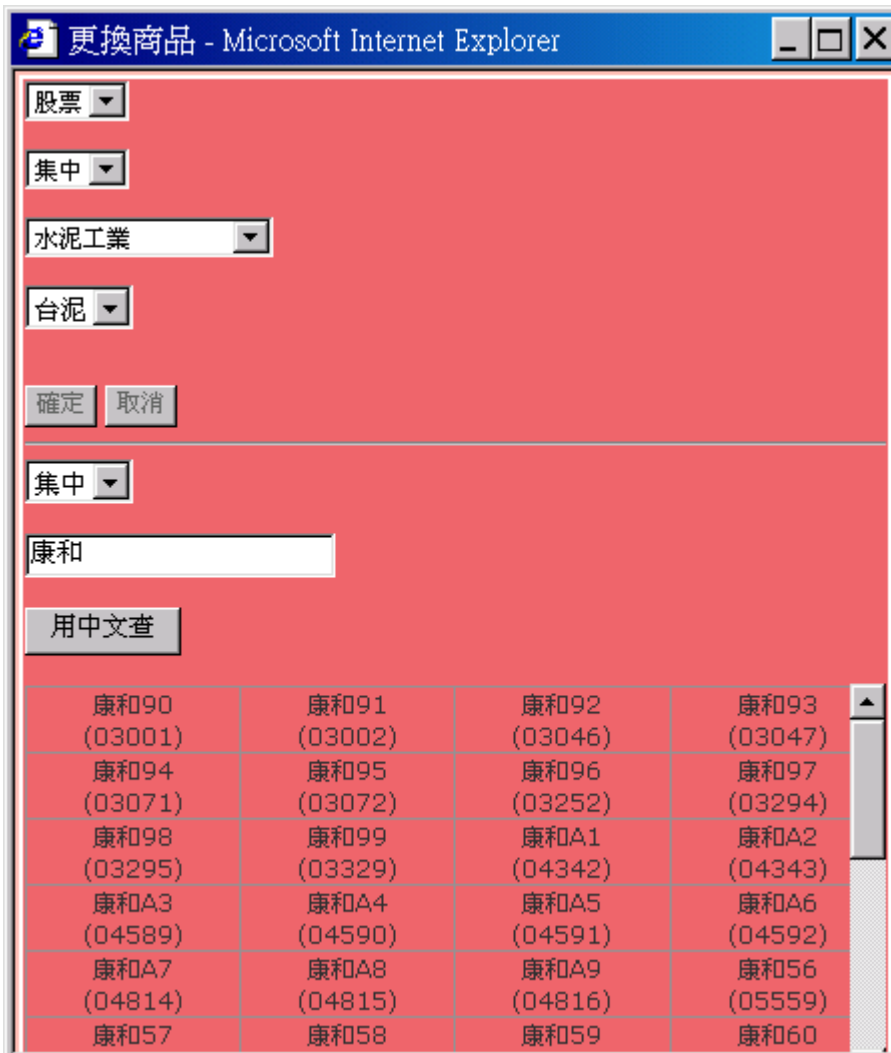 更換商品 - Microsoft Internet Explorer
股票
集中
水泥工業
台泥
確定 取消
集中
康和
用中文查
康和90 康和91 康和92 康和93
(03001) (03002) (03046) (03047)
康和94 康和95 康和96 康和97
(03071) (03072) (03252) (03294)
康和98 康和99 康和A1 康和A2
(03295) (03329) (04342) (04343)
康和A3 康和A4 康和A5 康和A6
(04589) (04590) (04591) (04592)
康和A7 康和A8 康和A9 康和56
(04814) (04815) (04816) (05559)
康和57 康和58 康和59 康和60